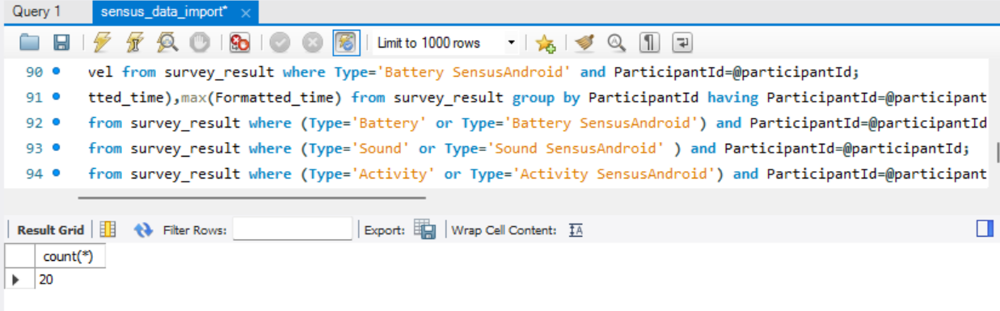 Query 1
sensus_data_import*
Limit to 1000 rows
90 vel from survey_result where Type='Battery SensusAndroid' and ParticipantId=@participantId;
91 tted_time),max(Formatted_time) from survey_result group by ParticipantId having ParticipantId=@participant
92 from survey_result where (Type='Battery' or Type='Battery SensusAndroid') and ParticipantId=@participantId
93 from survey_result where (Type='Sound' or Type='Sound SensusAndroid' ) and ParticipantId=@participantId;
94 from survey_result where (Type='Activity' or Type='Activity SensusAndroid') and ParticipantId=@participant
Result Grid Filter Rows: Export: Wrap Cell Content: IA
count(*)
20